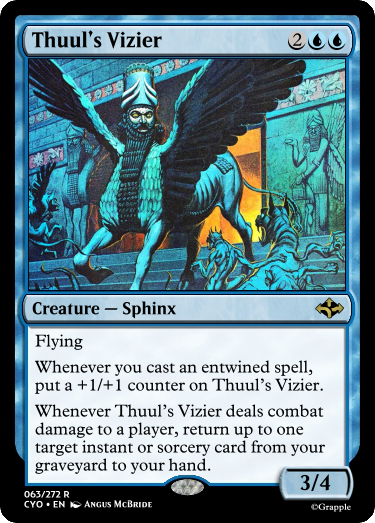 Thuul's Vizier 2
Creature — Sphinx
Flying
Whenever you cast an entwined spell,
put a +1/+1 counter on Thuul's Vizier.
Whenever Thuul's Vizier deals combat
damage to a player, return up to one
target instant or sorcery card from your
graveyard to your hand.
3/4
063/272 R
CYO • EN Angus McBride
©Grapple